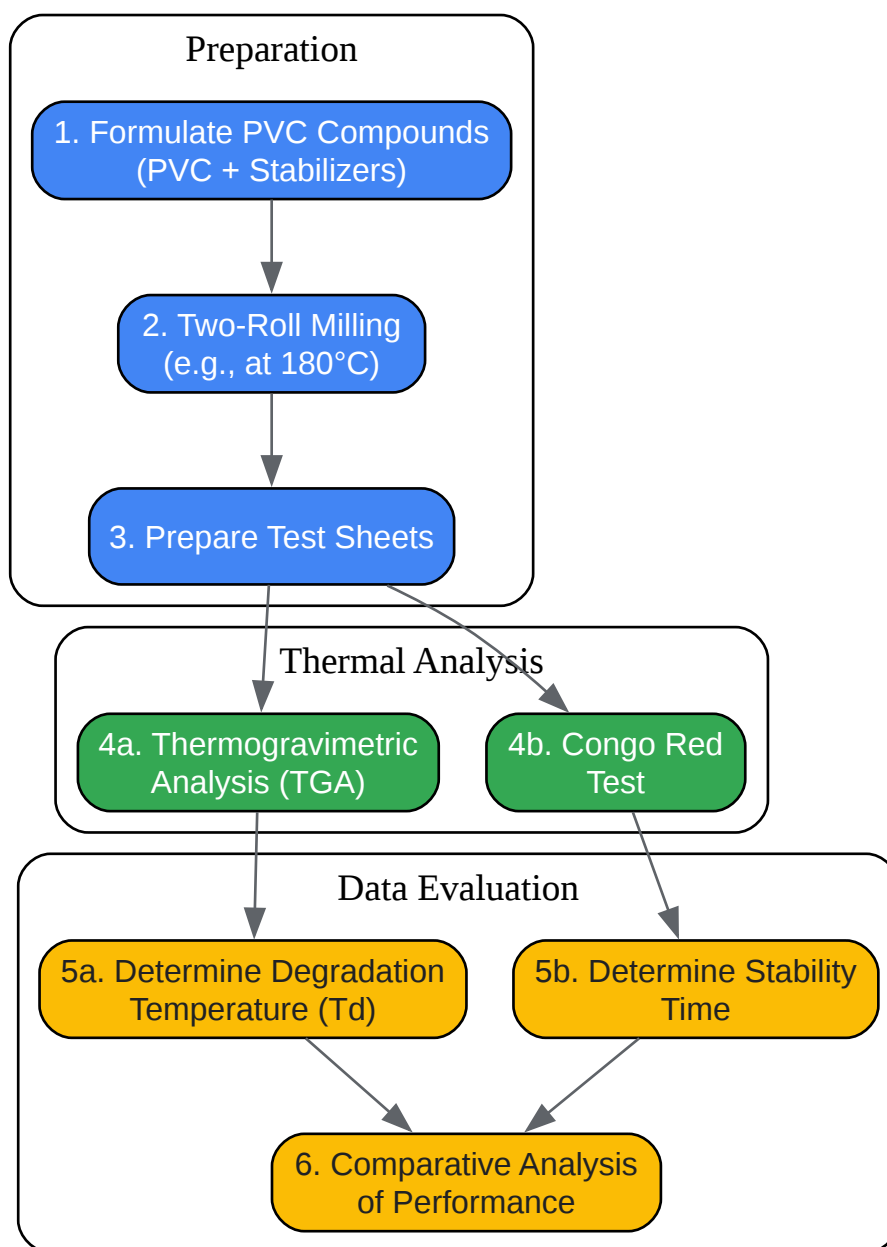 Preparation
1. Formulate PVC Compounds
(PVC + Stabilizers)
2. Two-Roll Milling
(e.g., at 180°C)
3. Prepare Test Sheets
Thermal Analysis
4a. Thermogravimetric
Analysis (TGA)
4b. Congo Red
Test
Data Evaluation
5a. Determine Degradation
Temperature (Td)
5b. Determine Stability
Time
6. Comparative Analysis
of Performance